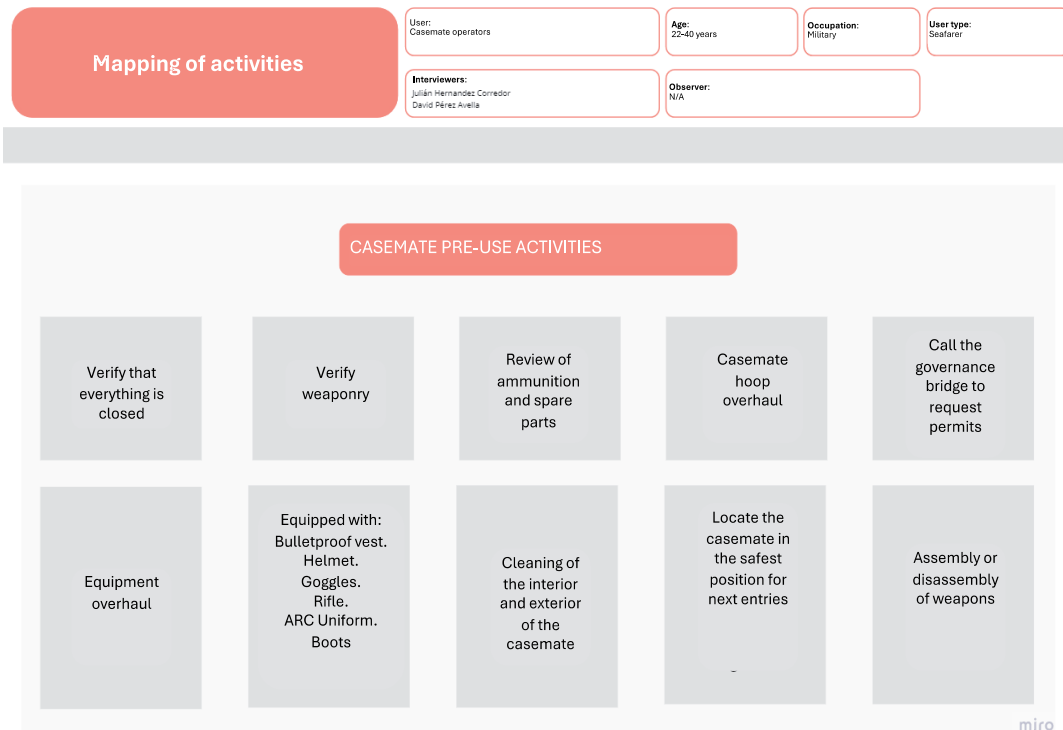 Mapping of activities
User:
Casemate operators
Age:
22-40 years
Occupation:
Military
User type:
Seafarer
Interviewers:
Julián Hernandez Corredor
David Pérez Avella
Observer:
N/A
CASEMATE PRE-USE ACTIVITIES
Verify that
everything is
closed
Verify
weaponry
Review of
ammunition
and spare
parts
Casemate
hoop
overhaul
Call the
governance
bridge to
request
permits
Equipment
overhaul
Equipped with:
Bulletproof vest.
Helmet.
Goggles.
Rifle.
ARC Uniform.
Boots
Cleaning of
the interior
and exterior
of the
casemate
Locate the
casemate in
the safest
position for
next entries
Assembly or
disassembly
of weapons
miro